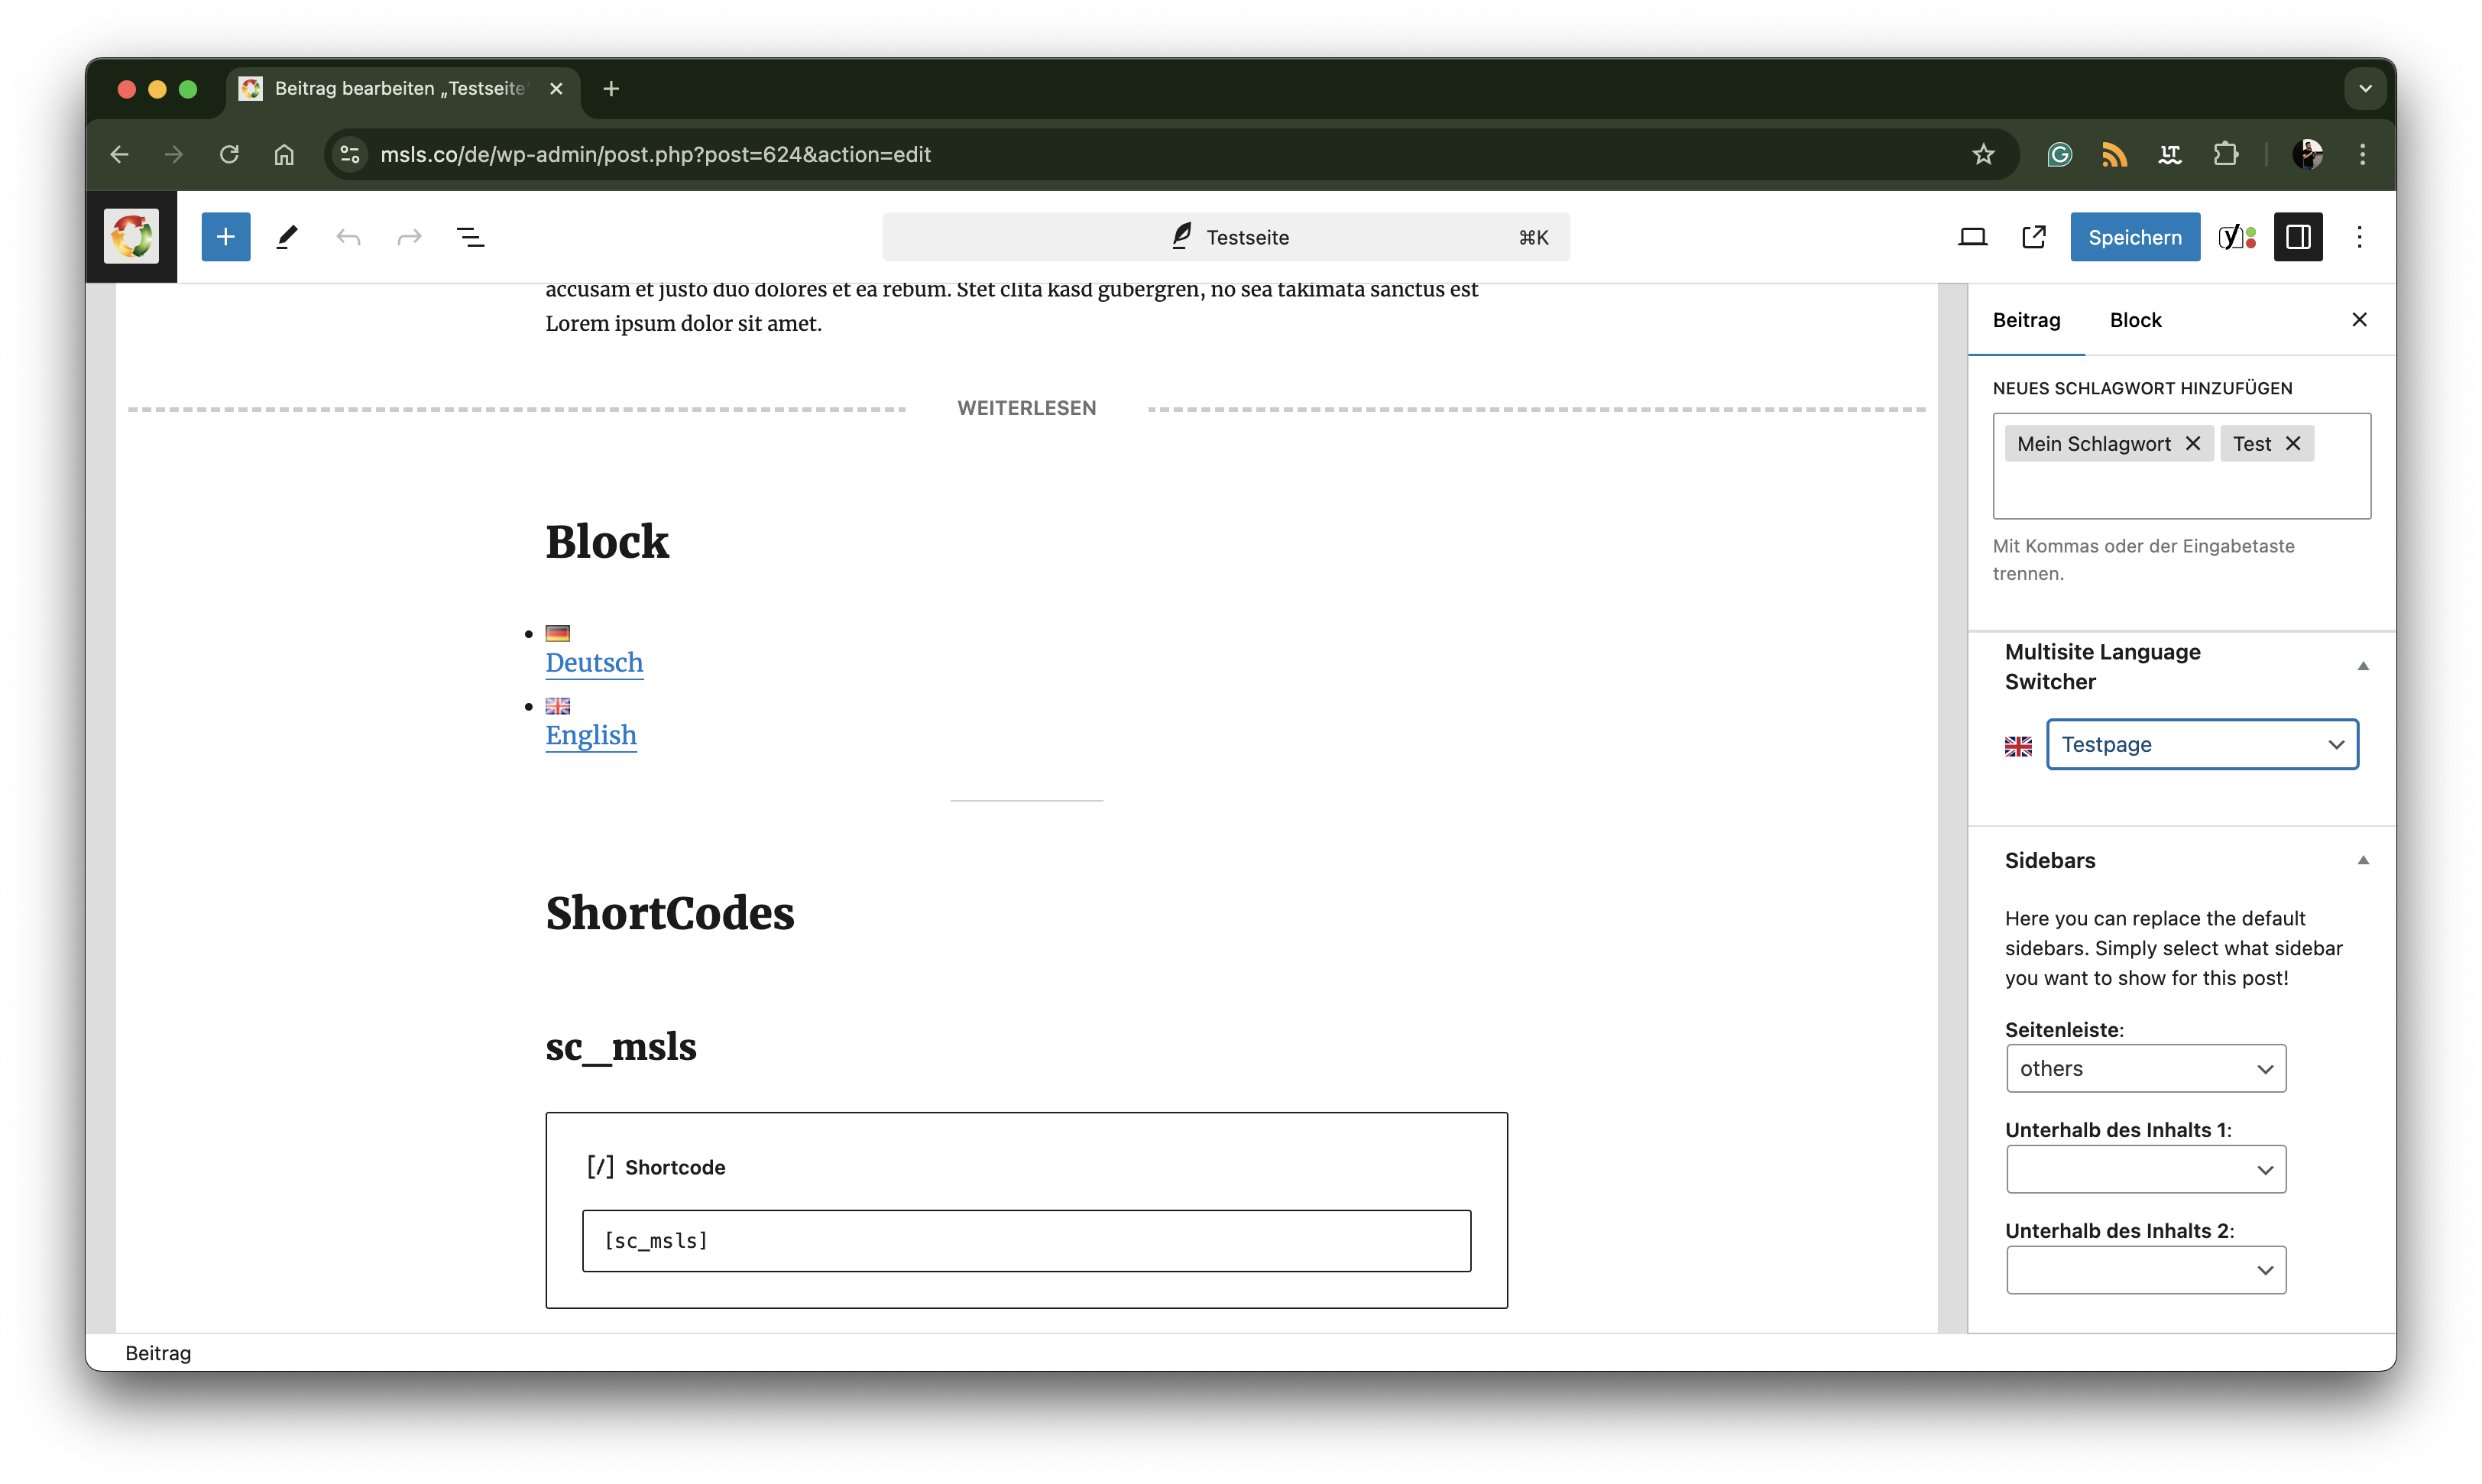 Beitrag bearbeiten „Testseite“
msls.co/de/wp-admin/post.php?post=624&action=edit
Testseite ⌘K
Speichern
accusam et justo duo dolores et ea rebum. Stet clita kasd gubergren, no sea takimata sanctus est
Lorem ipsum dolor sit amet.
WEITERLESEN
Block
Deutsch
English
ShortCodes
sc_msls
[/] Shortcode
[sc_msls]
Beitrag Block
NEUES SCHLAGWORT HINZUFÜGEN
Mein Schlagwort Test
Mit Kommas oder der Eingabetaste
trennen.
Multisite Language
Switcher
Testpage
Sidebars
Here you can replace the default
sidebars. Simply select what sidebar
you want to show for this post!
Seitenleiste:
others
Unterhalb des Inhalts 1:
Unterhalb des Inhalts 2:
Beitrag